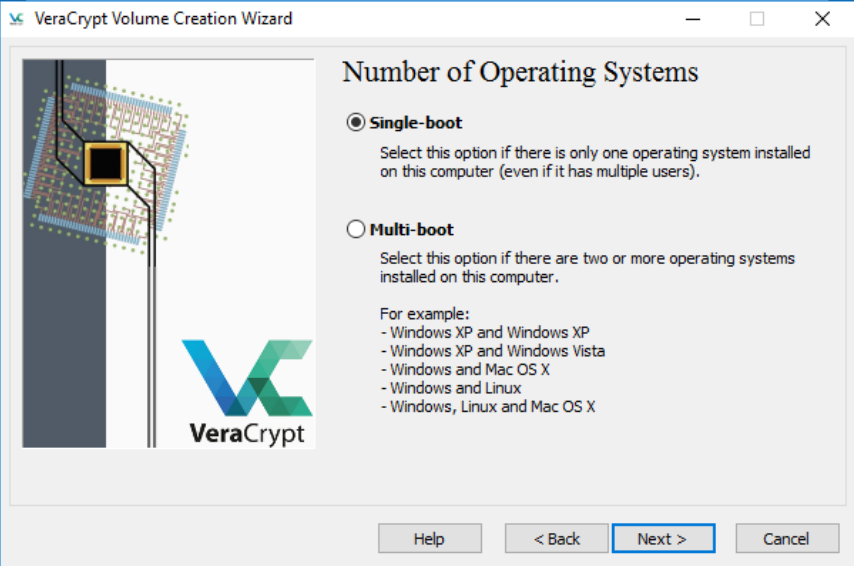 VeraCrypt Volume Creation Wizard
Number of Operating Systems
Single-boot
Select this option if there is only one operating system installed
on this computer (even if it has multiple users).
Multi-boot
Select this option if there are two or more operating systems
installed on this computer.
For example:
- Windows XP and Windows XP
- Windows XP and Windows Vista
- Windows and Mac OS X
- Windows and Linux
- Windows, Linux and Mac OS X
VeraCrypt
Help
< Back
Next >
Cancel